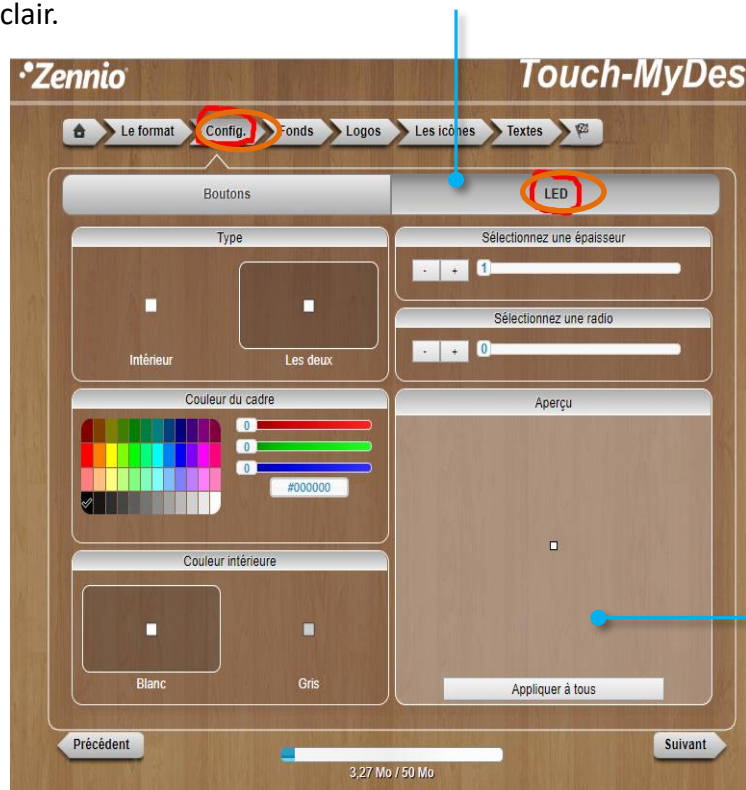 clair.
Zennio
Touch-MyDes
Le format Config. Fonds Logos Les icônes Textes
Boutons LED
Type
Intérieur Les deux
Sélectionnez une épaisseur
- + 1
Sélectionnez une radio
- + 0
Couleur du cadre
0
0
0
#000000
Aperçu
Couleur intérieure
Blanc Gris
Appliquer à tous
Précédent
3,27 Mo / 50 Mo
Suivant